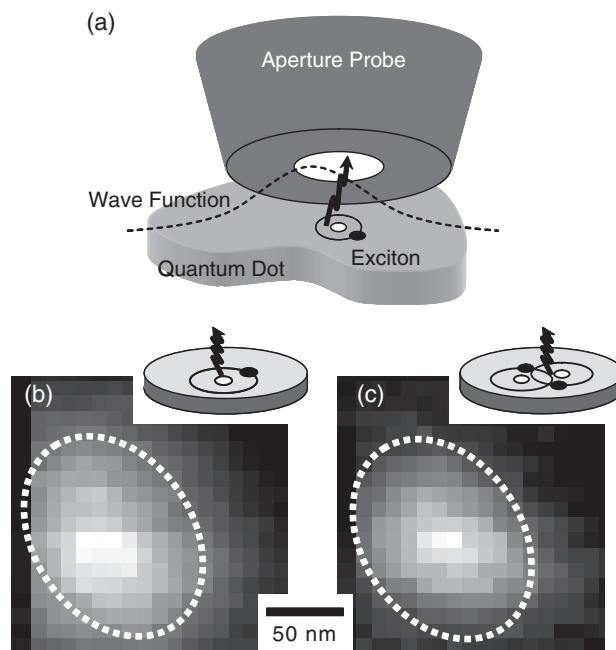 (a)
Aperture Probe
Wave Function
Exciton
Quantum Dot
(b)
(c)
50 nm